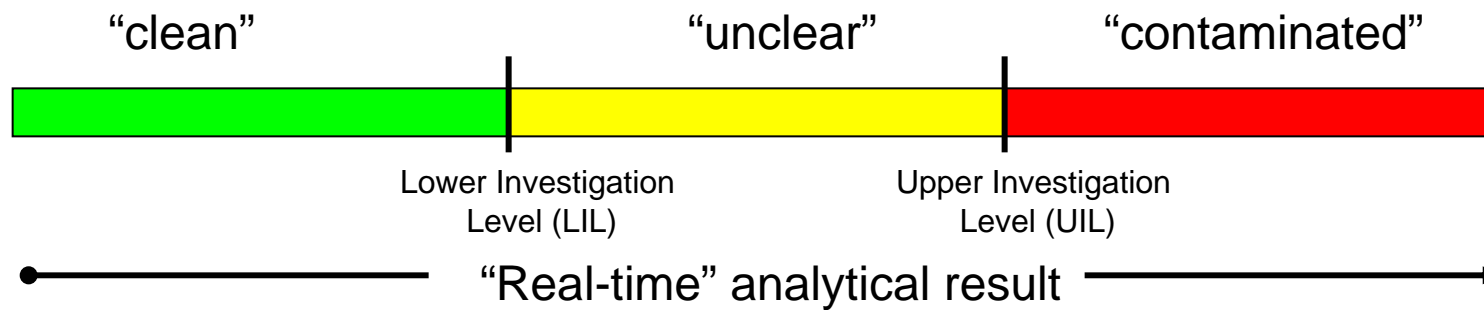 “clean” “unclear” “contaminated”
Lower Investigation Level (LIL)
Upper Investigation Level (UIL)
“Real-time” analytical result